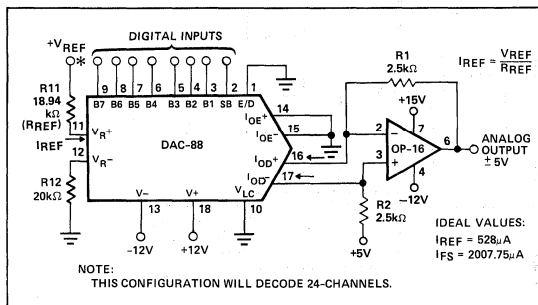 DIGITAL INPUTS
+VREF
*
R11
18.94
kΩ
(RREF)
11
IREF
12
R12
20kΩ
9 8 7 6 5 4 3 2 1
B7 B6 B5 B4 B3 B2 B1 SB E/D
VR+
VR−
DAC-88
IOE+
IOE−
IOD+
IOD−
14
15
16
17
V− V+ VLC
13 18 10
−12V +12V
R1
2.5kΩ
+15V
7
2
−
OP-16
6
3
+
4
−12V
R2
2.5kΩ
+5V
IREF = VREF
RREF
ANALOG
OUTPUT
± 5V
IDEAL VALUES:
IREF = 528μA
IFS = 2007.75μA
NOTE:
THIS CONFIGURATION WILL DECODE 24-CHANNELS.